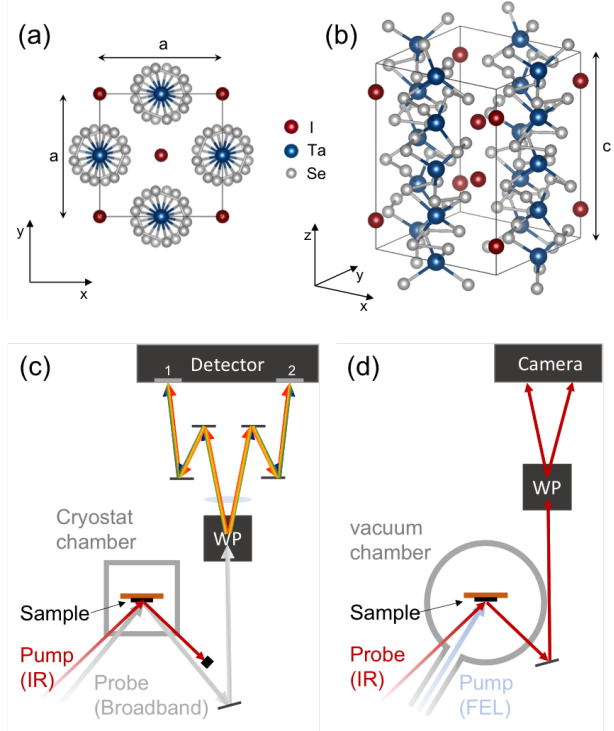 (a)
a
a
y
x
I
Ta
Se
(b)
c
z
y
x
(c)
Detector
1
2
WP
Cryostat
chamber
Sample
Pump
(IR)
Probe
(Broadband)
(d)
Camera
WP
vacuum
chamber
Sample
Probe
(IR)
Pump
(FEL)